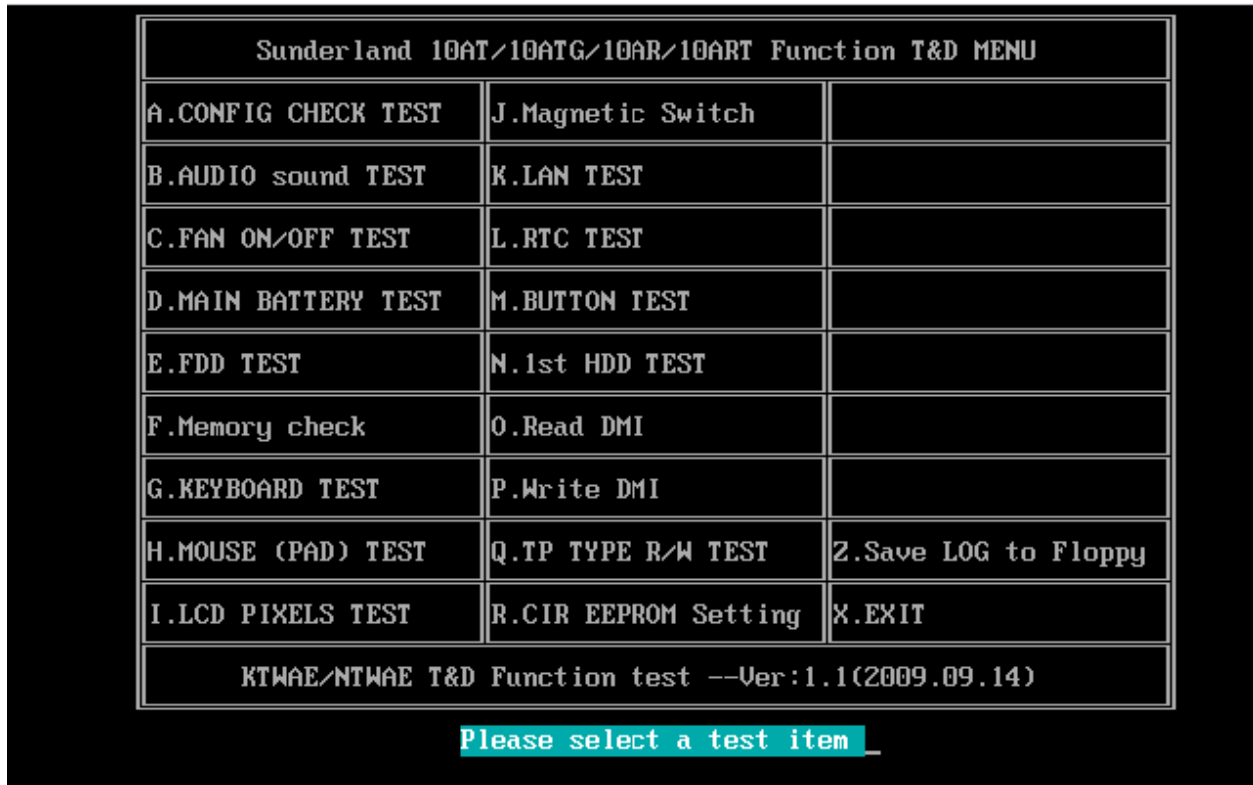 Sunderland 10AT/10ATG/10AR/10ART Function T&D MENU
A.CONFIG CHECK TEST J.Magnetic Switch
B.AUDIO sound TEST K.LAN TEST
C.FAN ON/OFF TEST L.RTC TEST
D.MAIN BATTERY TEST M.BUTTON TEST
E.FDD TEST N.1st HDD TEST
F.Memory check O.Read DMI
G.KEYBOARD TEST P.Write DMI
H.MOUSE (PAD) TEST Q.TP TYPE R/W TEST Z.Save LOG to Floppy
I.LCD PIXELS TEST R.CIR EEPROM Setting X.EXIT
KTWAE/NTWAE T&D Function test --Ver:1.1(2009.09.14)
Please select a test item _